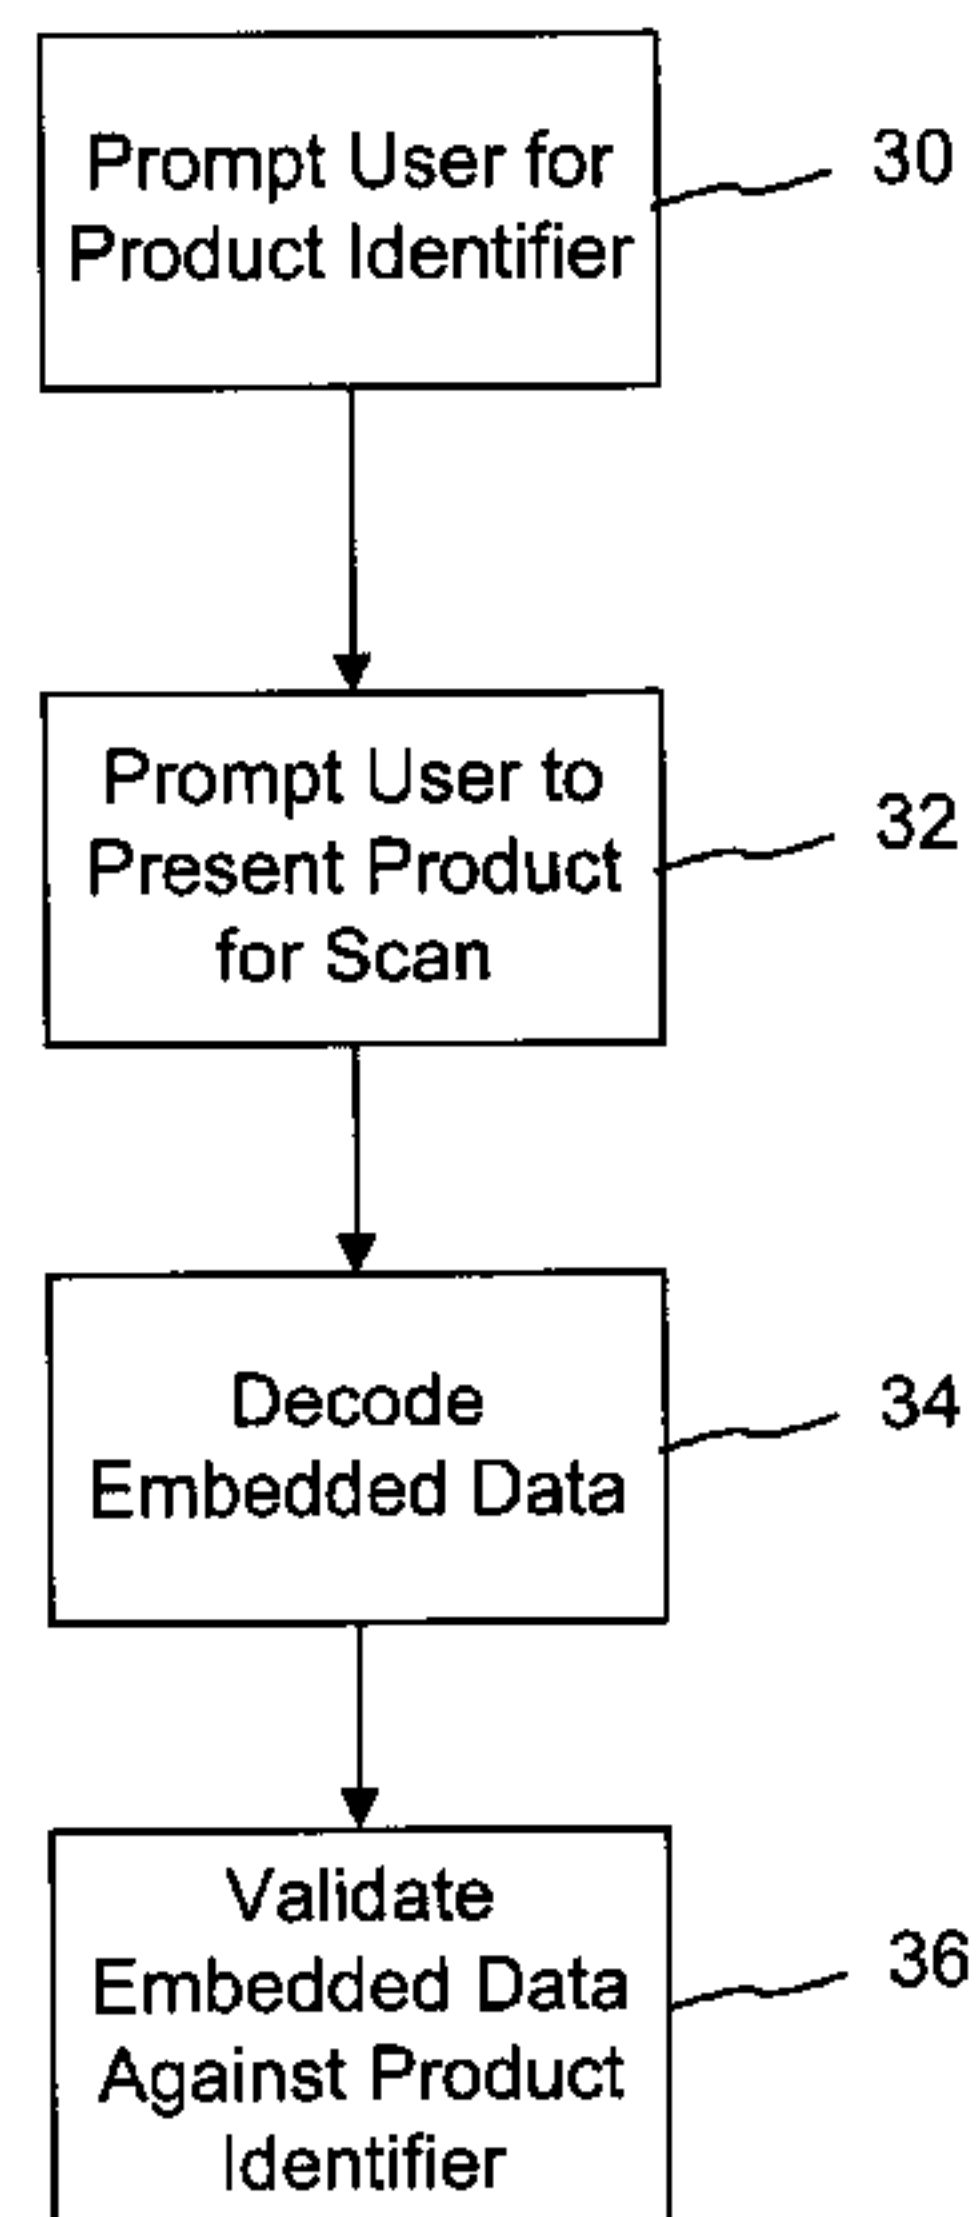 Prompt User for
Product Identifier
30
Prompt User to
Present Product
for Scan
32
Decode
Embedded Data
34
Validate
Embedded Data
Against Product
Identifier
36